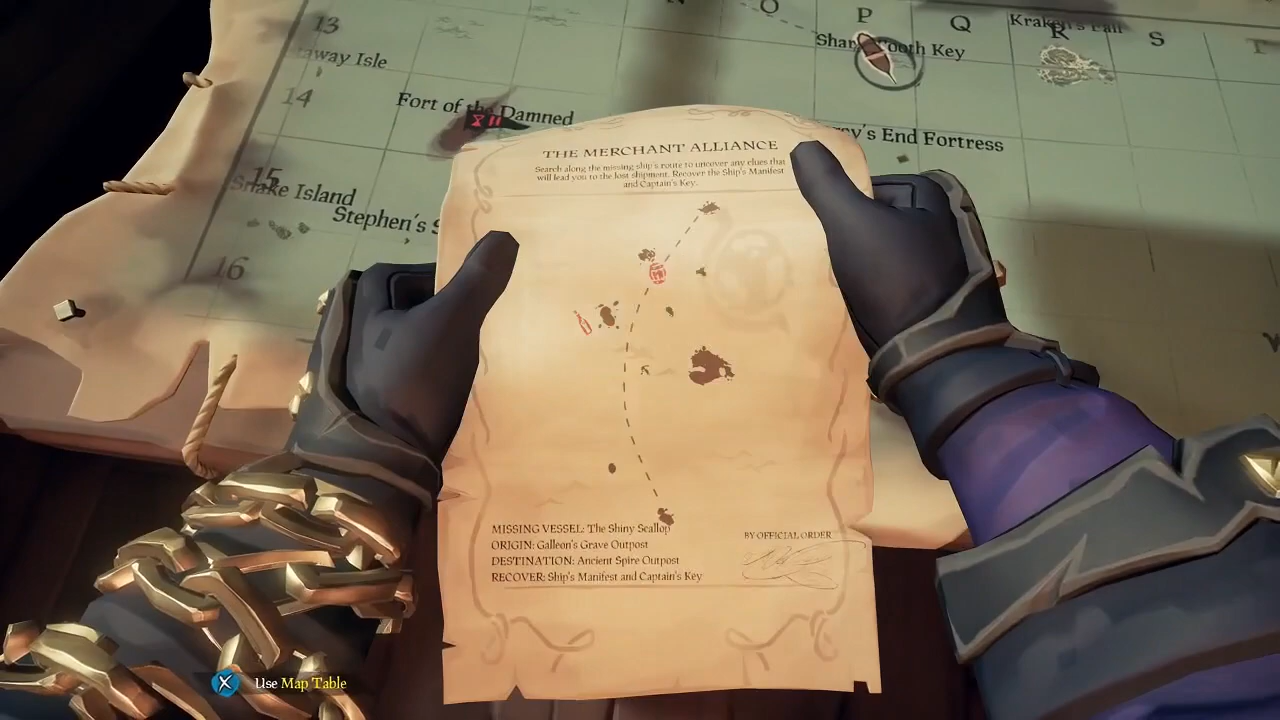 N O P Q R S T
13
Kraken's Fall
away Isle
Shar tooth Key
14
Fort of the Damned
cy's End Fortress
15
Snake Island
Stephen's S
16
THE MERCHANT ALLIANCE
Search along the missing ship's route to uncover any clues that
will lead you to the lost shipment. Recover the Ship's Manifest
and Captain's Key.
MISSING VESSEL: The Shiny Scallop
ORIGIN: Galleon's Grave Outpost
DESTINATION: Ancient Spire Outpost
RECOVER: Ship's Manifest and Captain's Key
BY OFFICIAL ORDER
X Use Map Table